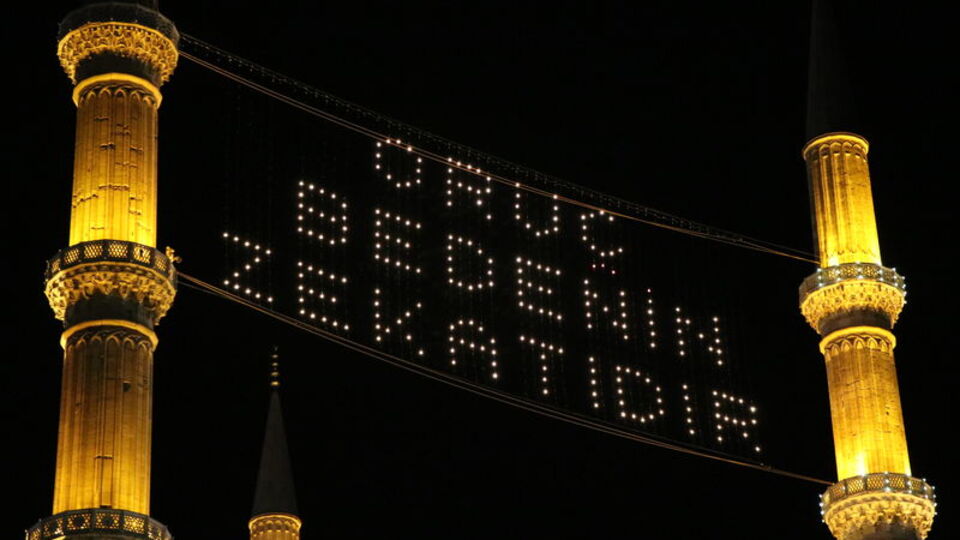 ORUÇ
BEDENİN
ZEKATIDIR